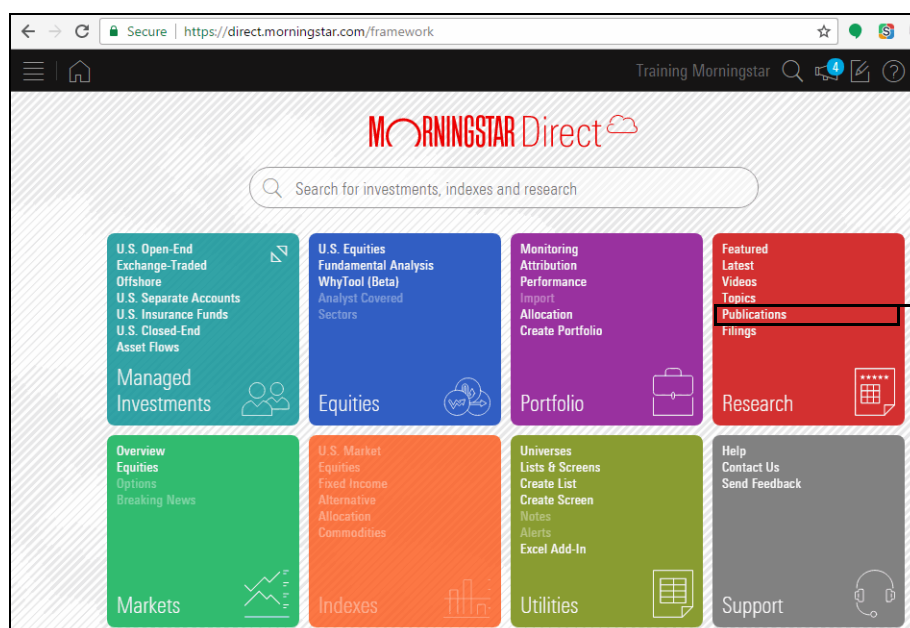 Secure | https://direct.morningstar.com/framework
Training Morningstar 4
MORNINGSTAR Direct
Search for investments, indexes and research
U.S. Open-End
Exchange-Traded
Offshore
U.S. Separate Accounts
U.S. Insurance Funds
U.S. Closed-End
Asset Flows
Managed
Investments
U.S. Equities
Fundamental Analysis
WhyTool (Beta)
Analyst Covered
Sectors
Equities
Monitoring
Attribution
Performance
Import
Allocation
Create Portfolio
Portfolio
Featured
Latest
Videos
Topics
Publications
Filings
Research
Overview
Equities
Options
Breaking News
Markets
U.S. Market
Equities
Fixed Income
Alternative
Allocation
Commodities
Indexes
Universes
Lists & Screens
Create List
Create Screen
Notes
Alerts
Excel Add-In
Utilities
Help
Contact Us
Send Feedback
Support